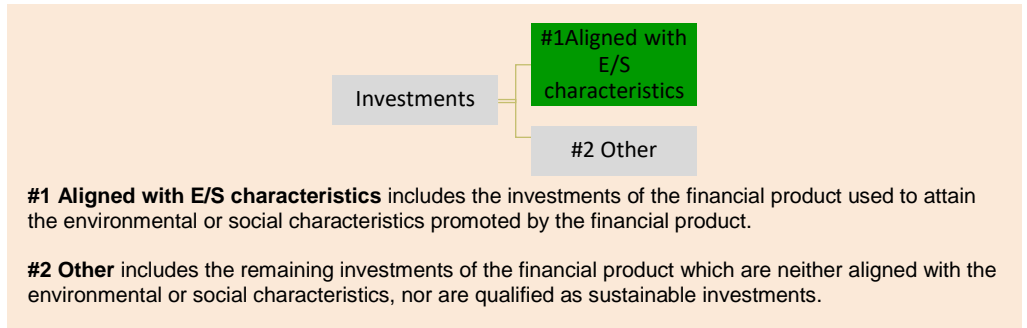 #1Aligned with
E/S
characteristics
Investments
#2 Other
#1 Aligned with E/S characteristics includes the investments of the financial product used to attain
the environmental or social characteristics promoted by the financial product.
#2 Other includes the remaining investments of the financial product which are neither aligned with the
environmental or social characteristics, nor are qualified as sustainable investments.